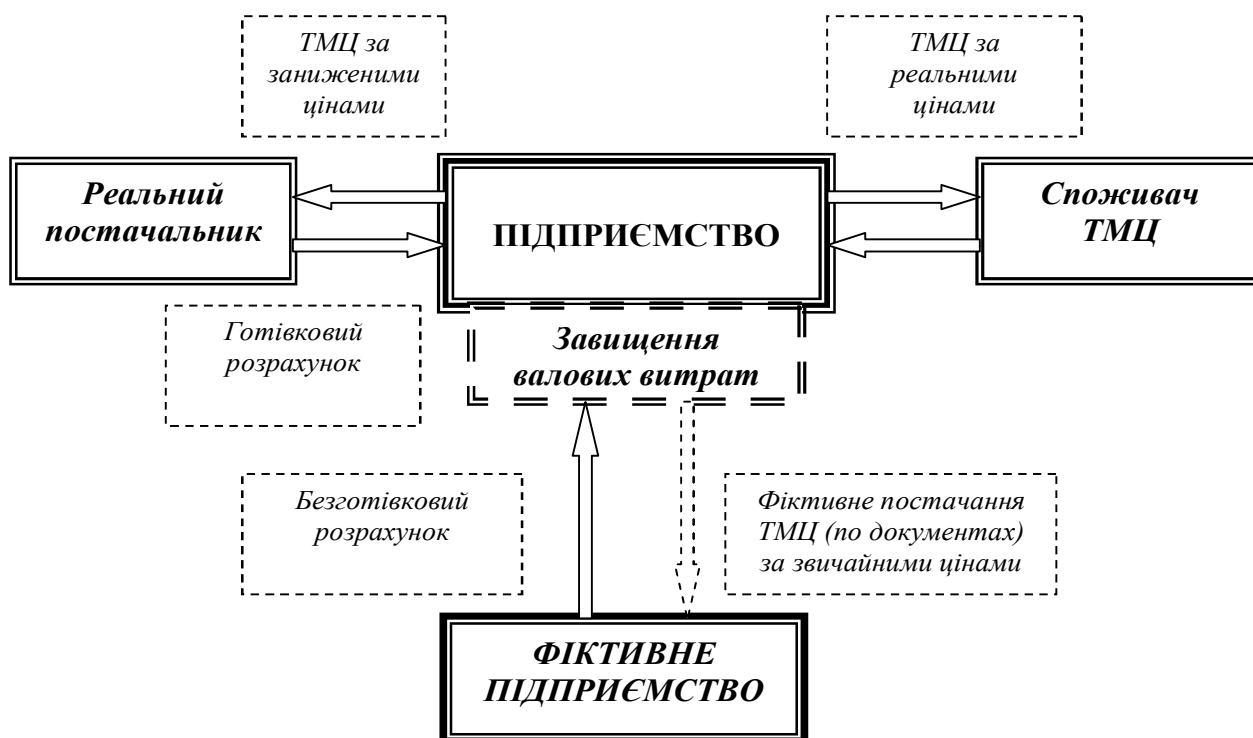 ТМЦ за
заниженими
цінами
ТМЦ за
реальними
цінами
Реальний
постачальник
ПІДПРИЄМСТВО
Споживач
ТМЦ
Готівковий
розрахунок
Завищення
валових витрат
Безготівковий
розрахунок
Фіктивне постачання
ТМЦ (по документах)
за звичайними цінами
ФІКТИВНЕ
ПІДПРИЄМСТВО